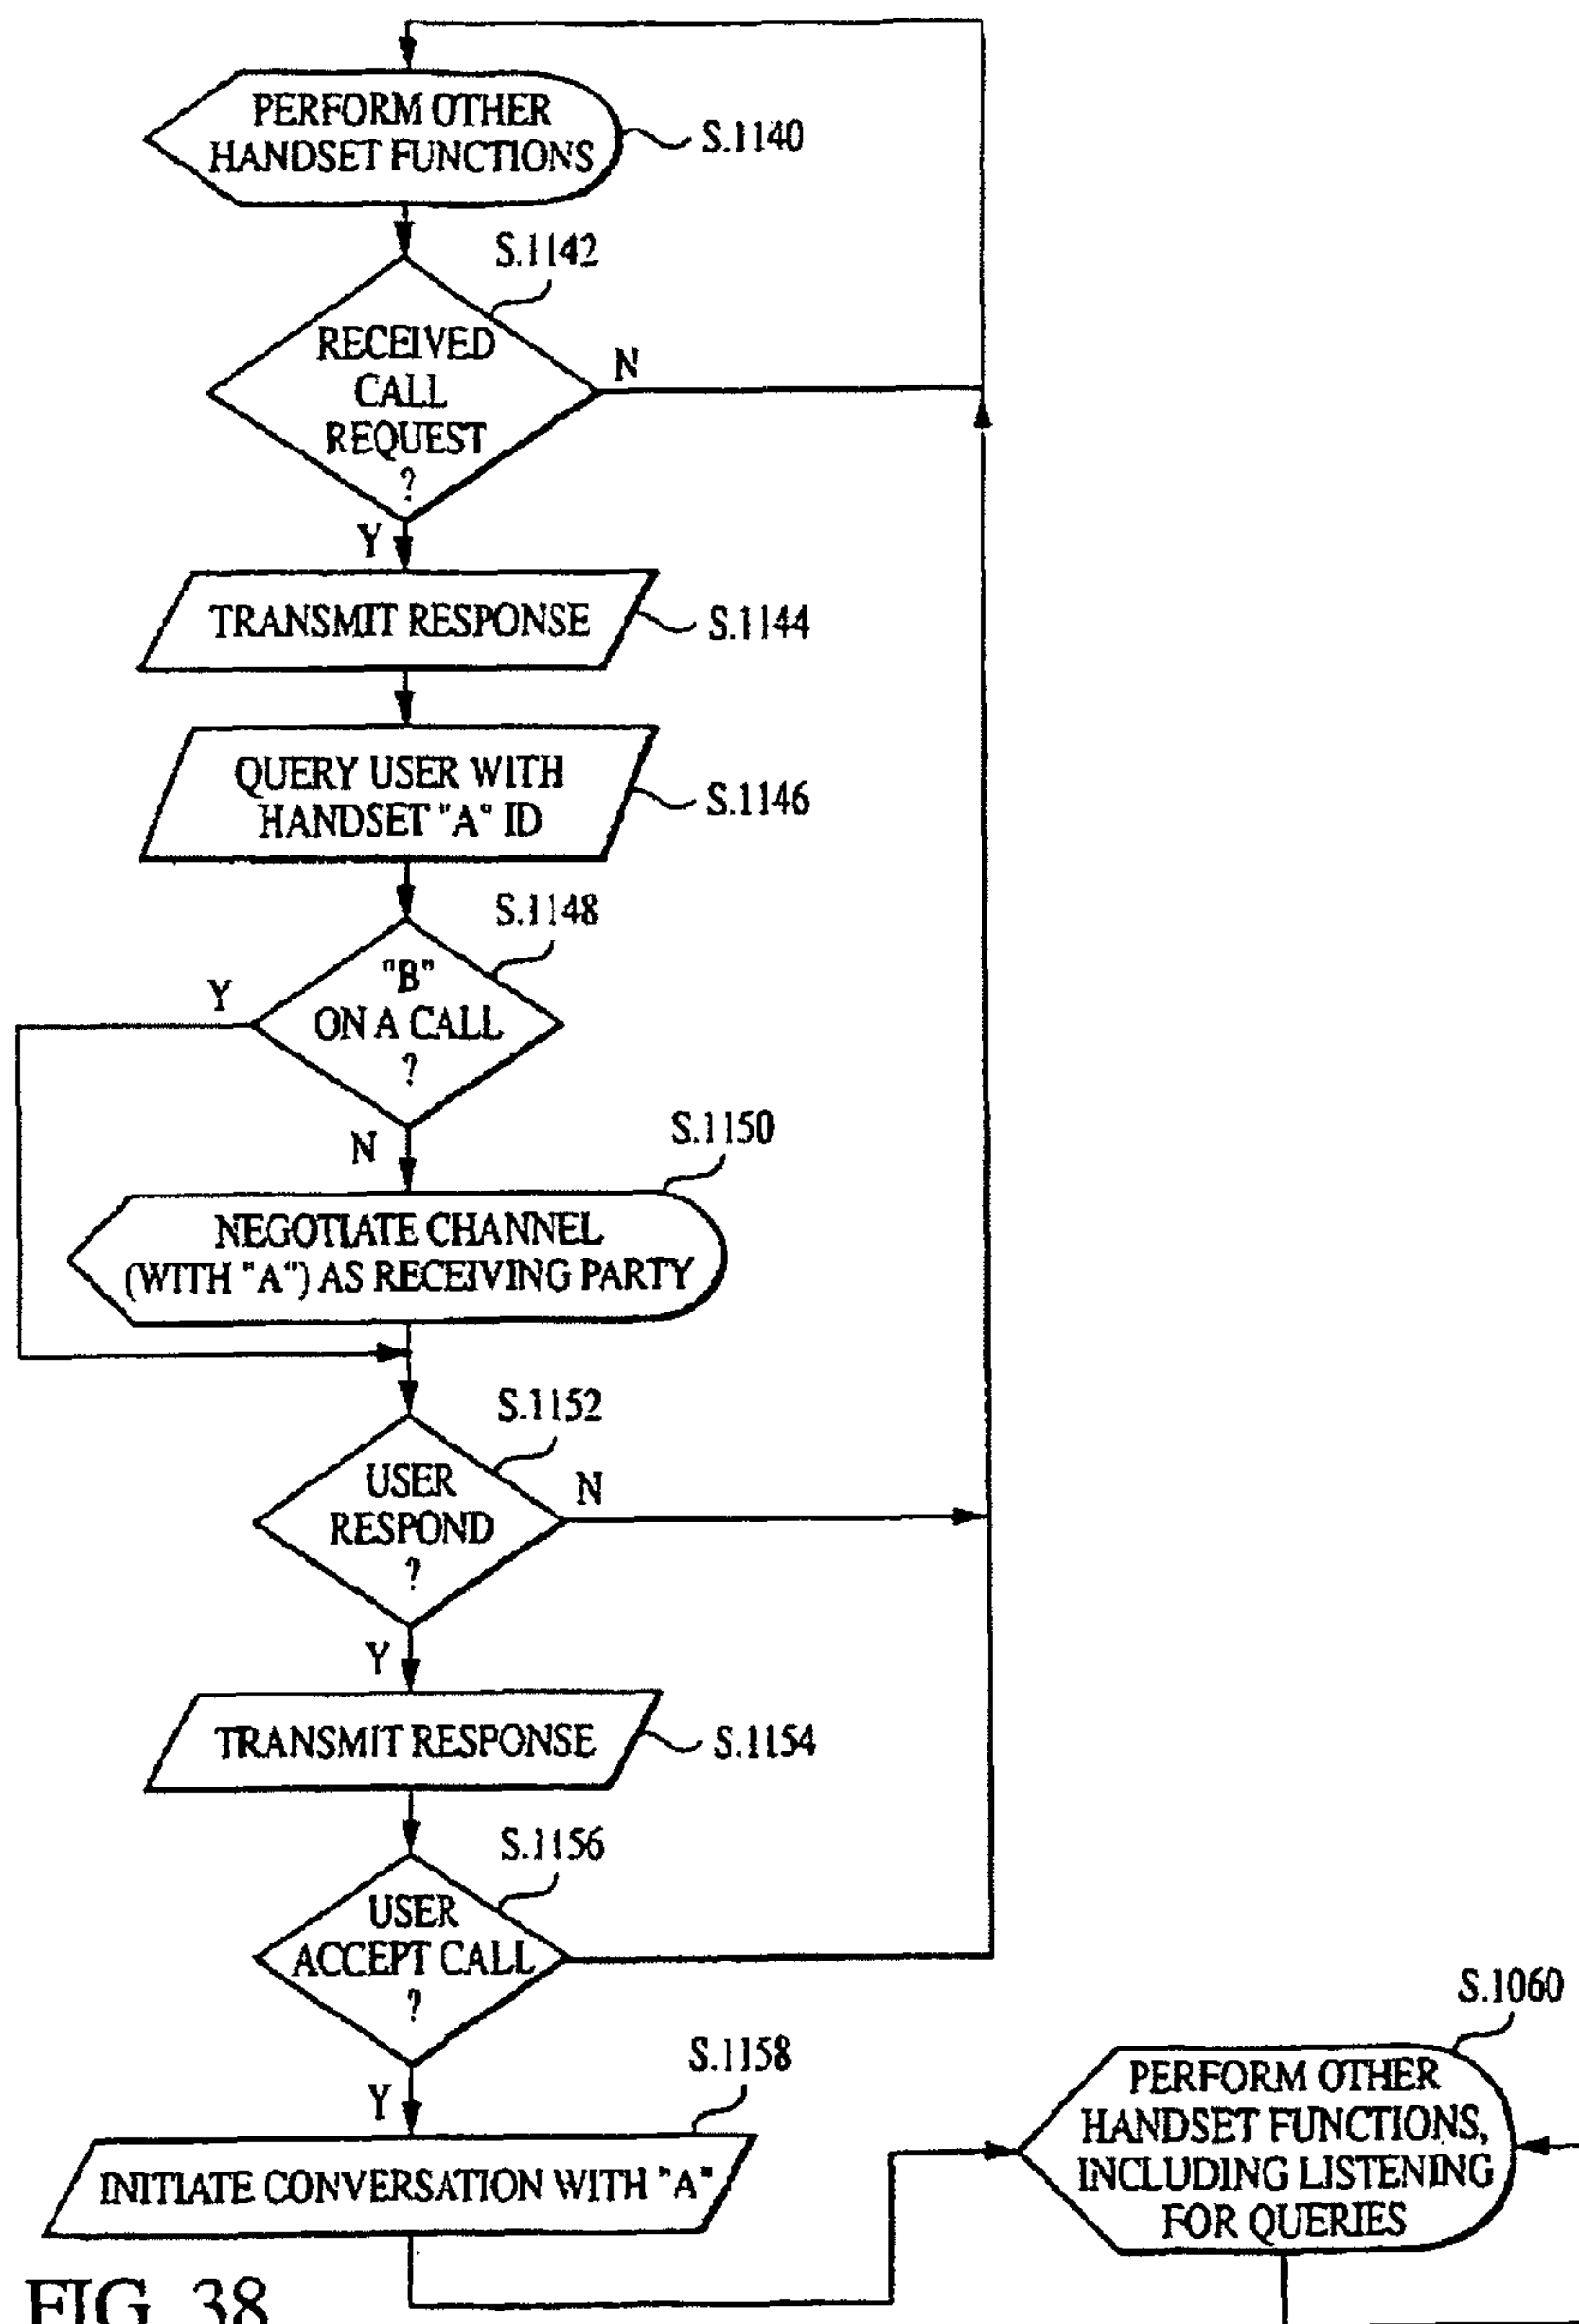 PERFORM OTHER
HANDSET FUNCTIONS
S.1140
S.1142
RECEIVED
CALL
REQUEST
?
N
Y
TRANSMIT RESPONSE
S.1144
QUERY USER WITH
HANDSET "A" ID
S.1146
S.1148
"B"
ON A CALL
?
Y
N
S.1150
NEGOTIATE CHANNEL
(WITH "A") AS RECEIVING PARTY
S.1152
USER
RESPOND
?
N
Y
TRANSMIT RESPONSE
S.1154
S.1156
USER
ACCEPT CALL
?
Y
S.1158
INITIATE CONVERSATION WITH "A"
S.1060
PERFORM OTHER
HANDSET FUNCTIONS,
INCLUDING LISTENING
FOR QUERIES
FIG. 38